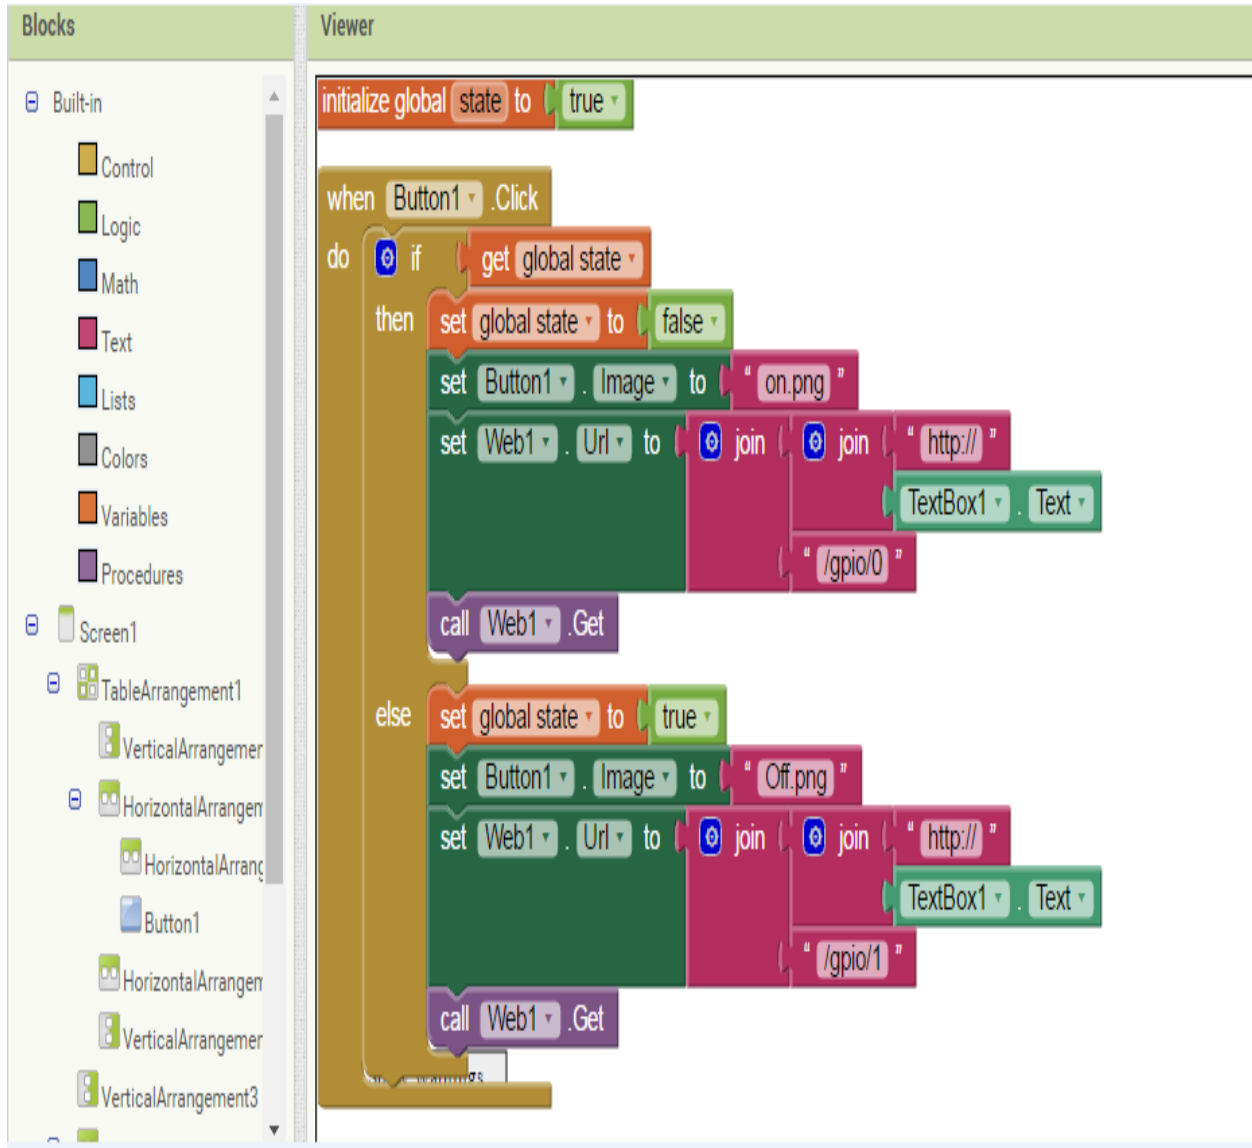 Blocks
Viewer
Built-in
Control
Logic
Math
Text
Lists
Colors
Variables
Procedures
Screen1
TableArrangement1
VerticalArrangemer
HorizontalArrangem
HorizontalArrang
Button1
HorizontalArrangem
VerticalArrangemer
VerticalArrangement3
initialize global state to true
when Button1 .Click
do if get global state
then set global state to false
set Button1 . Image to " on.png "
set Web1 . Url to join join " http:// "
TextBox1 . Text
" /gpio/0 "
call Web1 .Get
else set global state to true
set Button1 . Image to " Off.png "
set Web1 . Url to join join " http:// "
TextBox1 . Text
" /gpio/1 "
call Web1 .Get